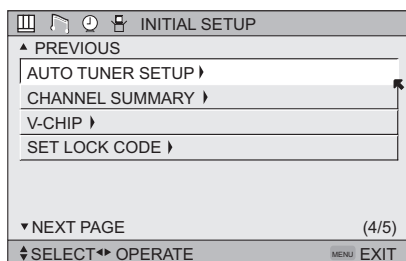 INITIAL SETUP
PREVIOUS
AUTO TUNER SETUP
CHANNEL SUMMARY
V-CHIP
SET LOCK CODE
NEXT PAGE (4/5)
SELECT OPERATE MENU EXIT